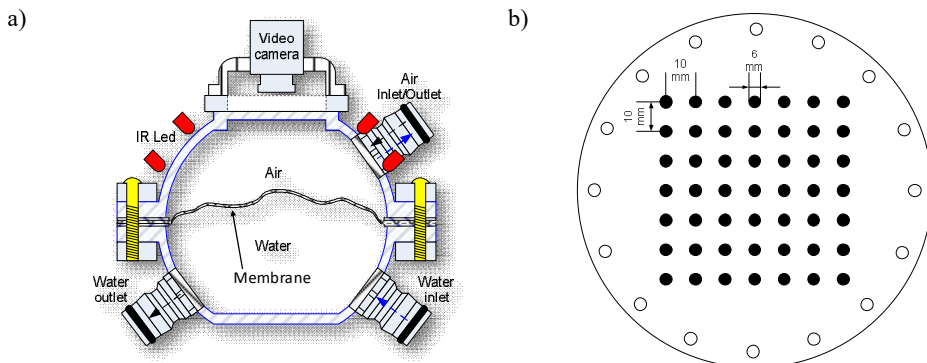 a)
Video
camera
Air
Inlet/Outlet
IR Led
Air
Water
Membrane
Water
outlet
Water
inlet
b)
10
mm
6
mm
10
mm